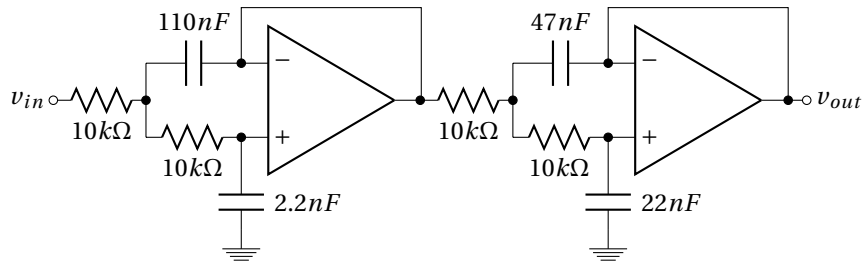 110nF
47nF
v_in
−
−
v_out
10kΩ
10kΩ
+
+
10kΩ
10kΩ
2.2nF
22nF